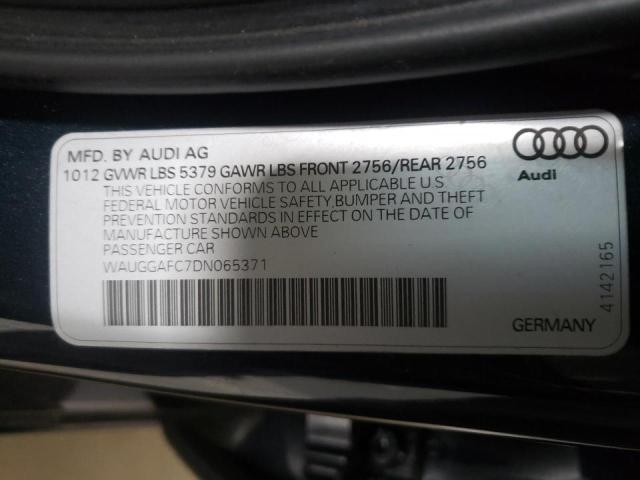 MFD. BY AUDI AG
1012 GVWR LBS 5379 GAWR LBS FRONT 2756/REAR 2756
THIS VEHICLE CONFORMS TO ALL APPLICABLE U S
FEDERAL MOTOR VEHICLE SAFETY,BUMPER AND THEFT
PREVENTION STANDARDS IN EFFECT ON THE DATE OF
MANUFACTURE SHOWN ABOVE
PASSENGER CAR
WAUGGAFC7DN065371
Audi
4142165
GERMANY